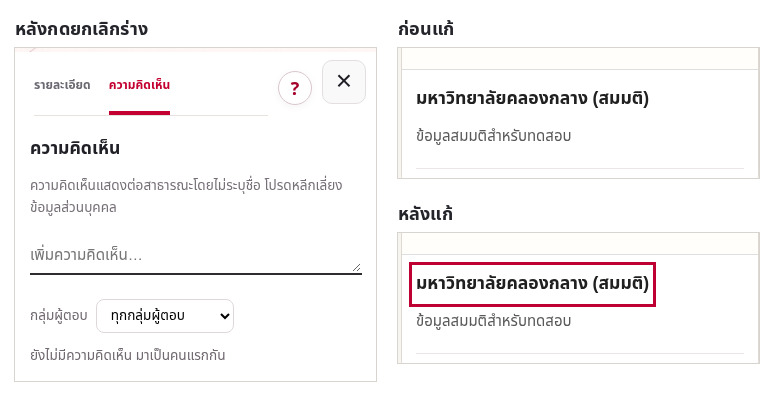 หลังกดยกเลิกร่าง
รายละเอียด ความคิดเห็น ? ✕
ความคิดเห็น
ความคิดเห็นแสดงต่อสาธารณะโดยไม่ระบุชื่อ โปรดหลีกเลี่ยง
ข้อมูลส่วนบุคคล
เพิ่มความคิดเห็น…
กลุ่มผู้ตอบ ทุกกลุ่มผู้ตอบ
ยังไม่มีความคิดเห็น มาเป็นคนแรกกัน
ก่อนแก้
มหาวิทยาลัยคลองกลาง (สมมติ)
ข้อมูลสมมติสำหรับทดสอบ
หลังแก้
มหาวิทยาลัยคลองกลาง (สมมติ)
ข้อมูลสมมติสำหรับทดสอบ